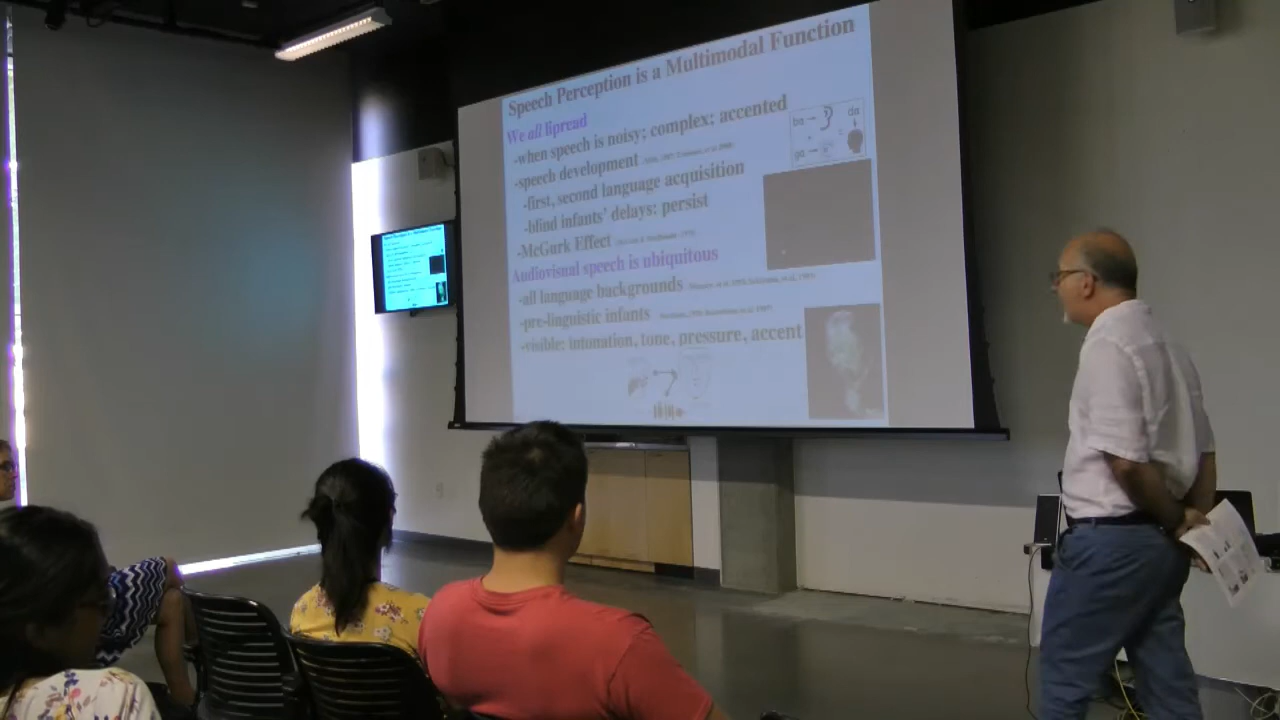 Speech Perception is a Multimodal Function
We all lipread
-when speech is noisy; complex: accented
-speech development
-first, second language acquisition
-blind infants' delays: persist
-McGurk Effect
Audiovisual speech is ubiquitous
-all language backgrounds
-pre-linguistic infants
-visible: intonation, tone, pressure, accent
ba
da
ga